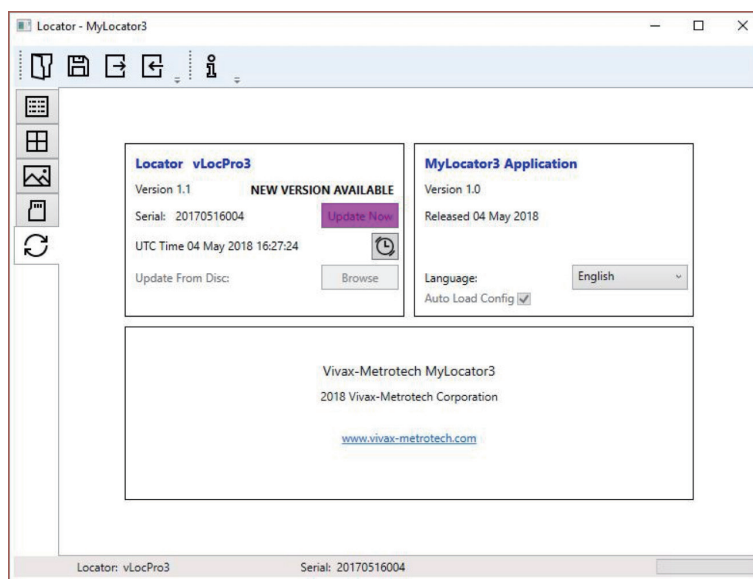 Locator - MyLocator3
Locator vLocPro3
Version 1.1 NEW VERSION AVAILABLE
Serial: 20170516004 Update Now
UTC Time 04 May 2018 16:27:24
Update From Disc: Browse
MyLocator3 Application
Version 1.0
Released 04 May 2018
Language: English
Auto Load Config
Vivax-Metrotech MyLocator3
2018 Vivax-Metrotech Corporation
www.vivax-metrotech.com
Locator: vLocPro3 Serial: 20170516004